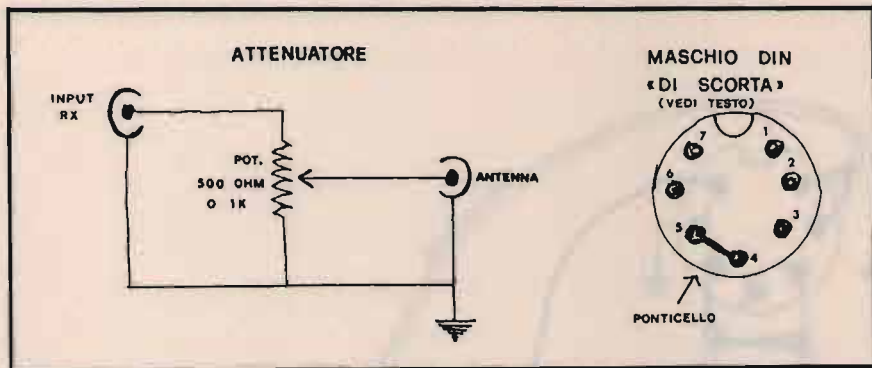 ATTENUATORE
INPUT
RX
POT.
500 OHM
O 1K
ANTENNA
MASCHIO DIN
«DI SCORTA»
(VEDI TESTO)
7
1
6
2
5
3
4
PONTICELLO